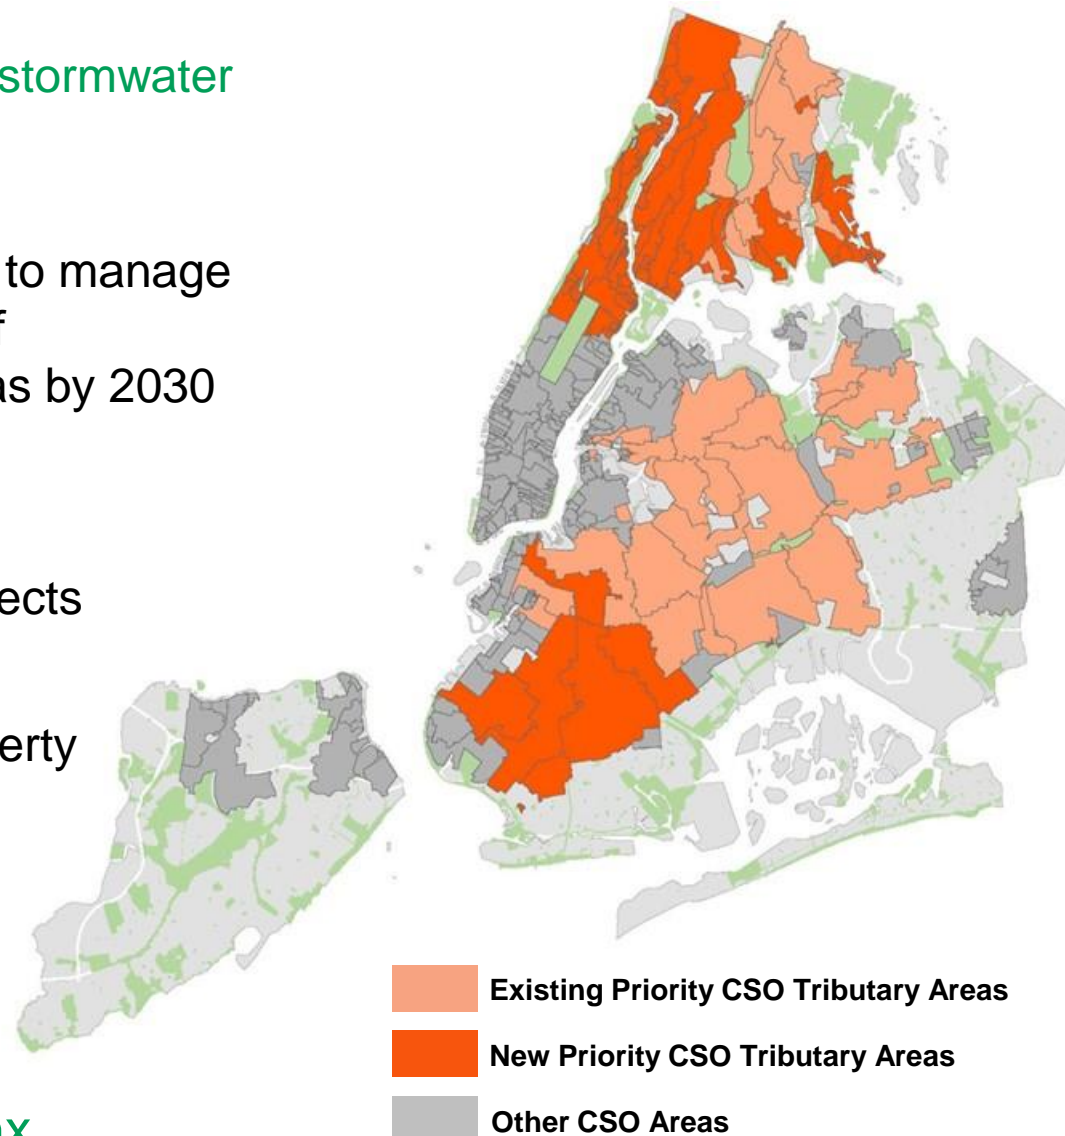 stormwater
to manage
as by 2030
ects
erty
Existing Priority CSO Tributary Areas
New Priority CSO Tributary Areas
Other CSO Areas